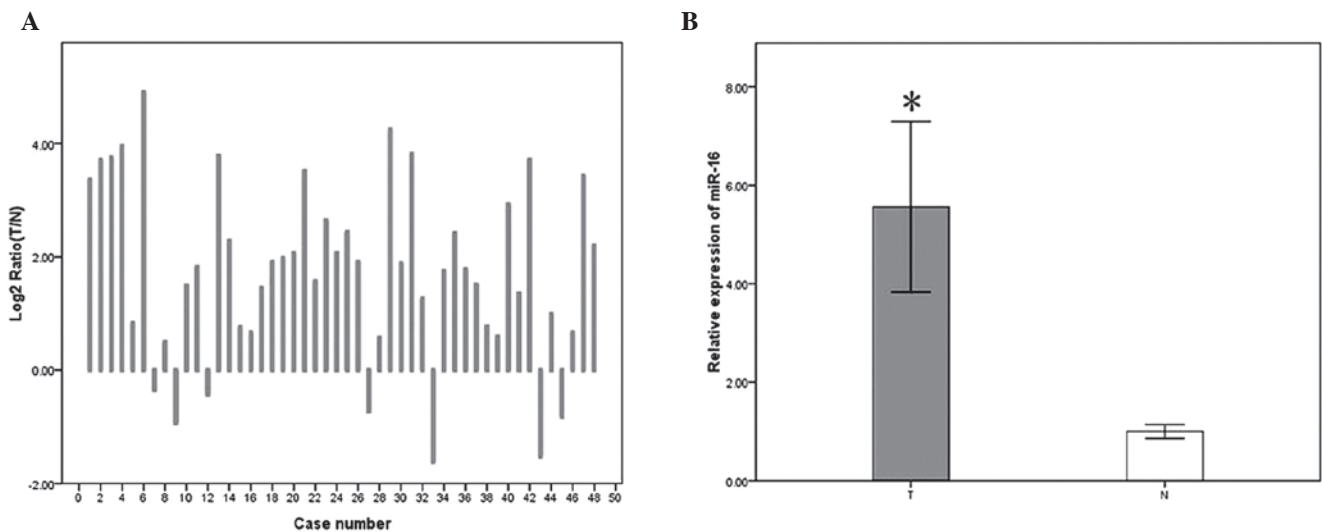 A
Log2 Ratio(T/N)
4.00
2.00
0.00
-2.00
0 2 4 6 8 10 12 14 16 18 20 22 24 26 28 30 32 34 36 38 40 42 44 46 48 50
Case number
B
Relative expression of miR-16
8.00
6.00
4.00
2.00
0.00
*
T N